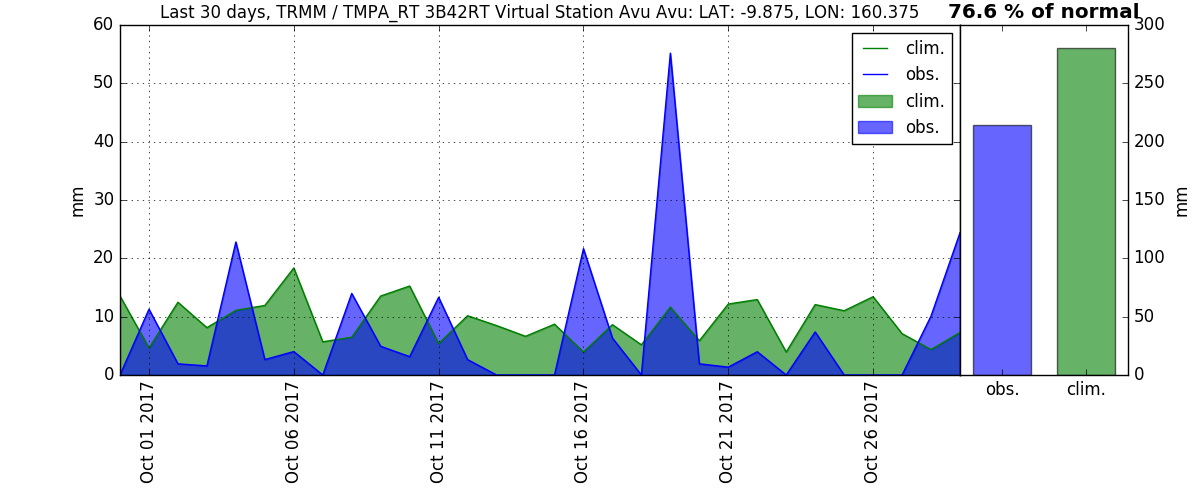 Last 30 days, TRMM / TMPA_RT 3B42RT Virtual Station Avu Avu: LAT: -9.875, LON: 160.375
76.6 % of normal
60
50
40
30
20
10
0
mm
clim.
obs.
clim.
obs.
300
250
200
150
100
50
0
mm
obs.
clim.
Oct 01 2017
Oct 06 2017
Oct 11 2017
Oct 16 2017
Oct 21 2017
Oct 26 2017